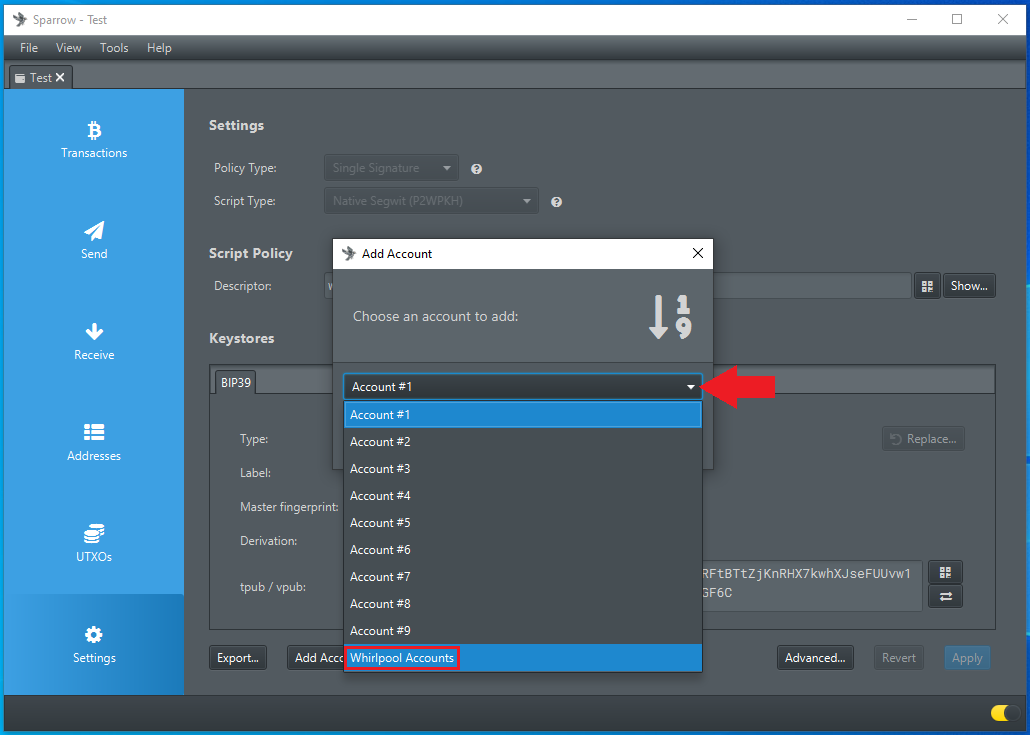 Sparrow - Test
File View Tools Help
Test
Transactions
Send
Receive
Addresses
UTXOs
Settings
Settings
Policy Type: Single Signature
Script Type: Native Segwit (P2WPKH)
Script Policy
Descriptor: Show...
Keystores
BIP39
Type: Replace...
Label:
Master fingerprint:
Derivation:
tpub / vpub: RFtBTtZjKnRHX7kwhXJseFUUvw1
GF6C
Export... Add Acco Advanced... Revert Apply
Add Account
Choose an account to add:
1
9
Account #1
Account #1
Account #2
Account #3
Account #4
Account #5
Account #6
Account #7
Account #8
Account #9
Whirlpool Accounts